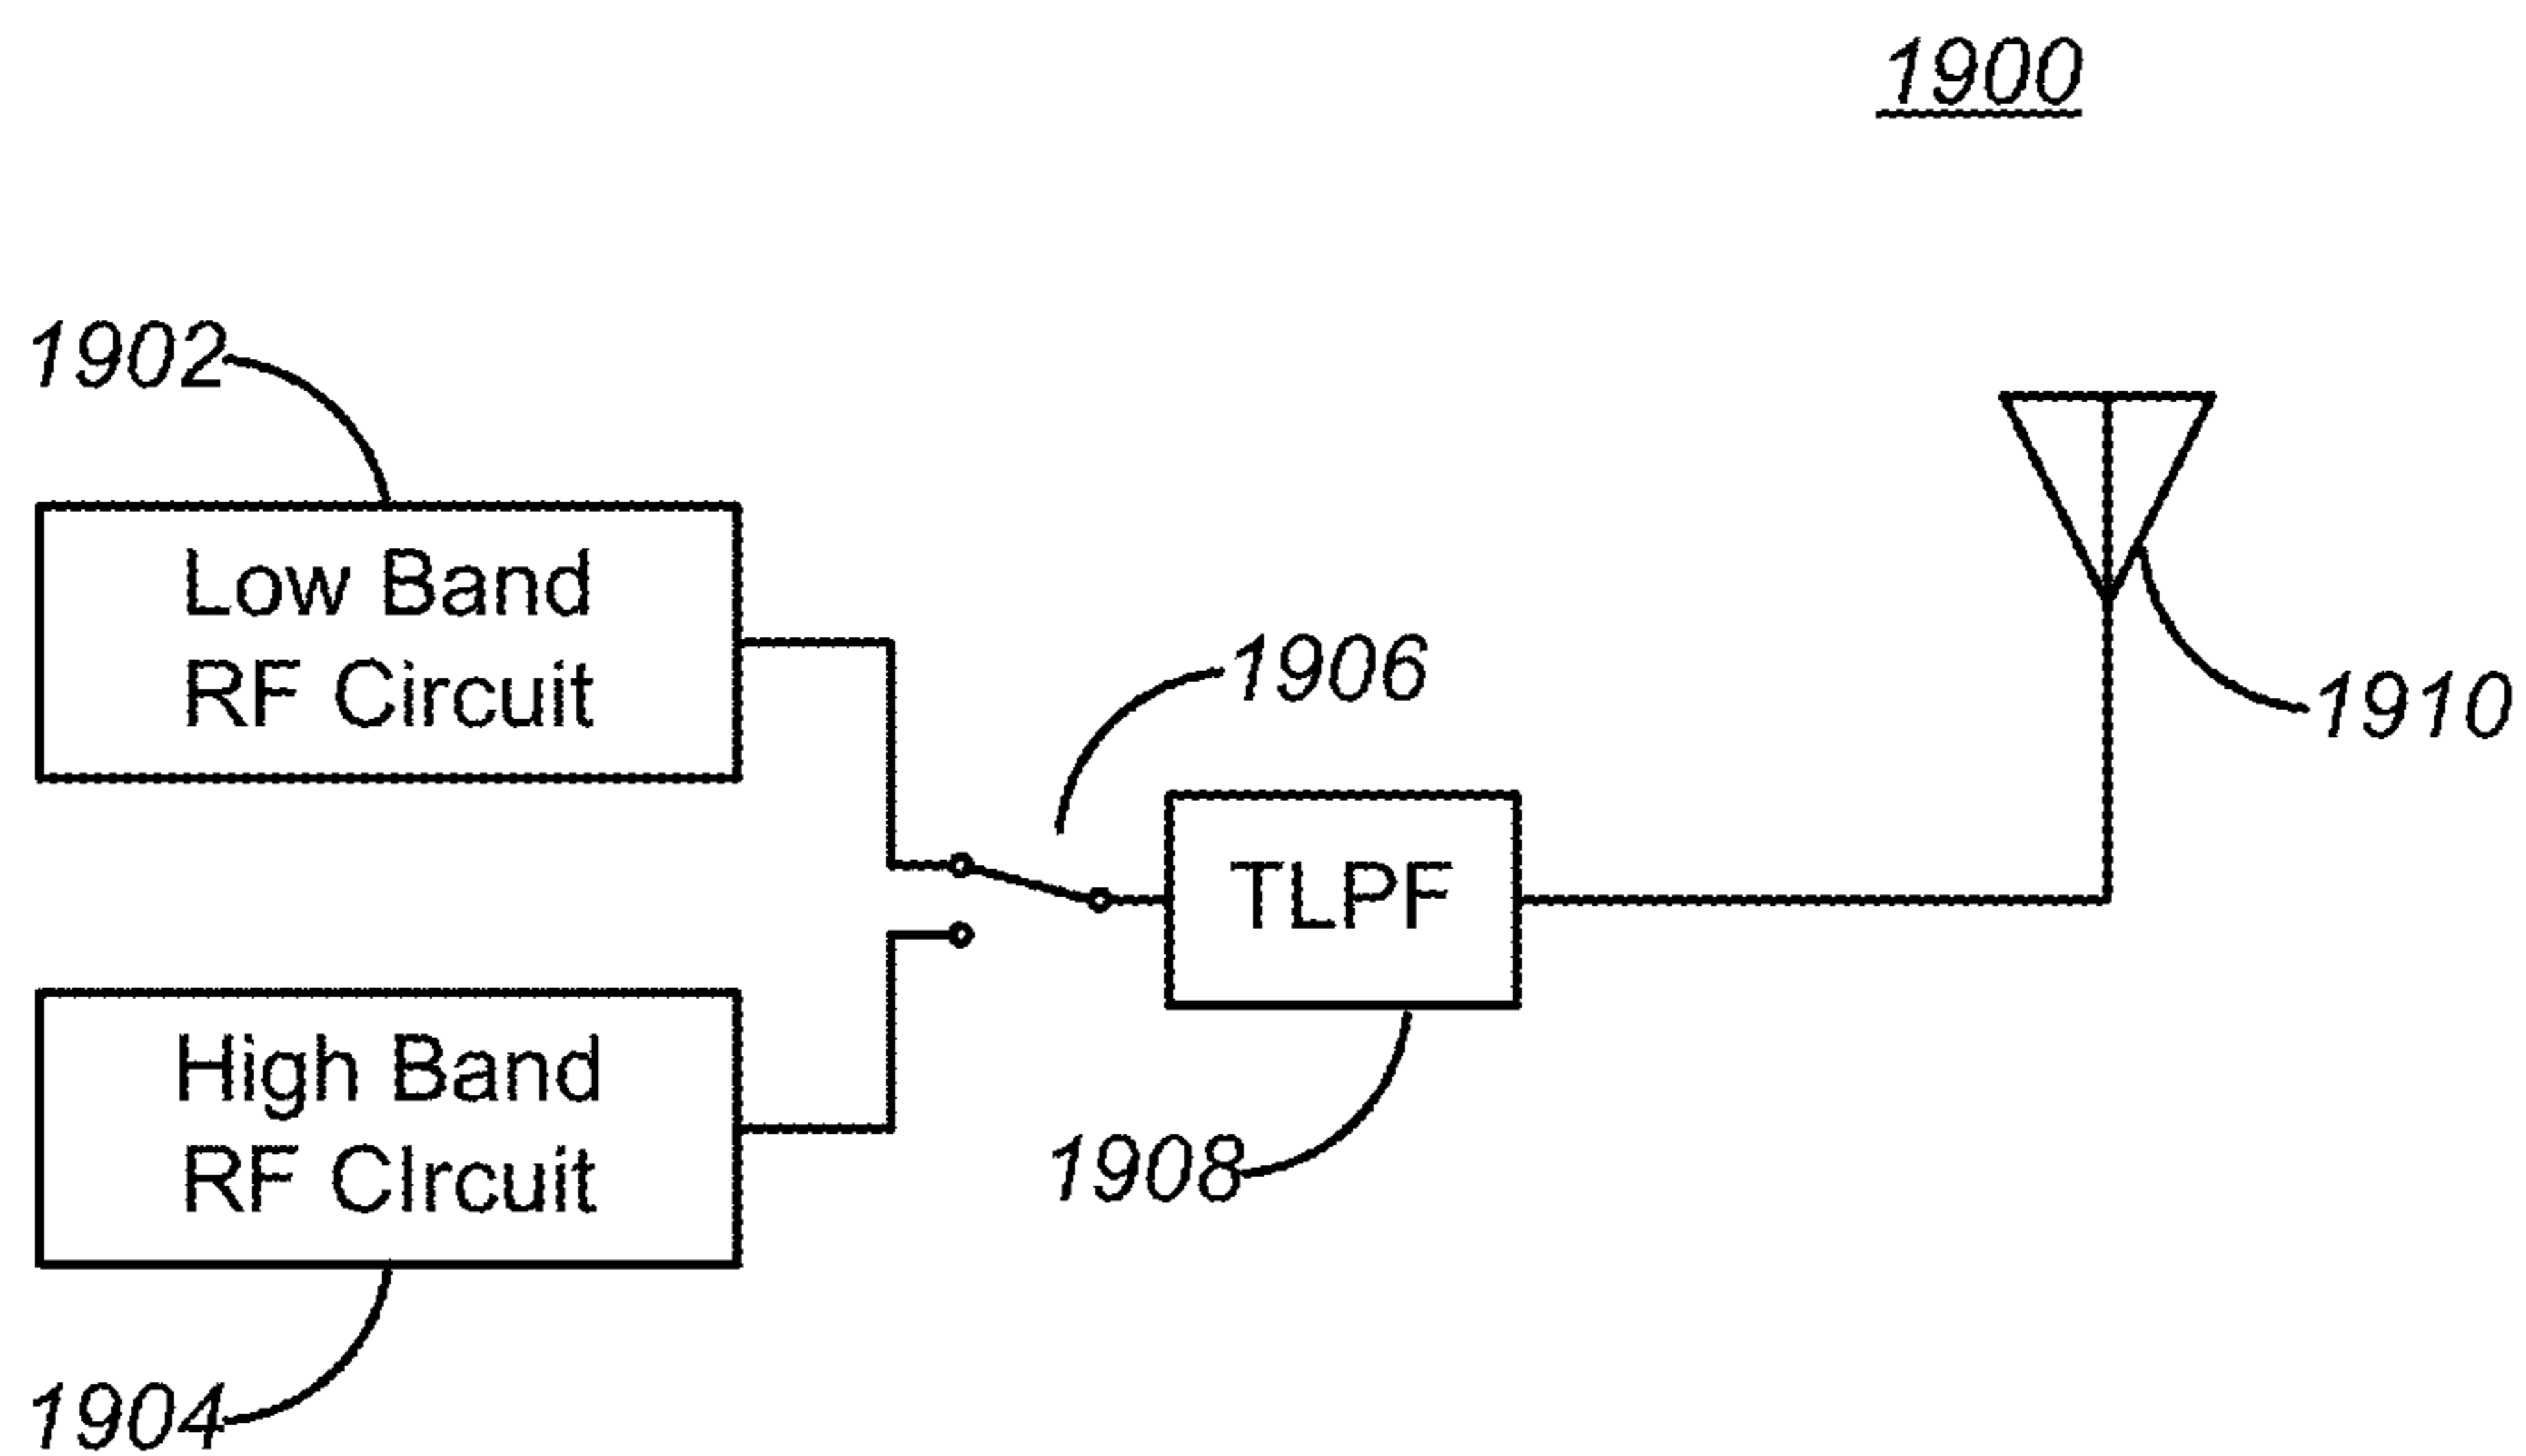 1900
1902
Low Band
RF Circuit
1906
1910
TLPF
High Band
RF CIrcuit
1908
1904